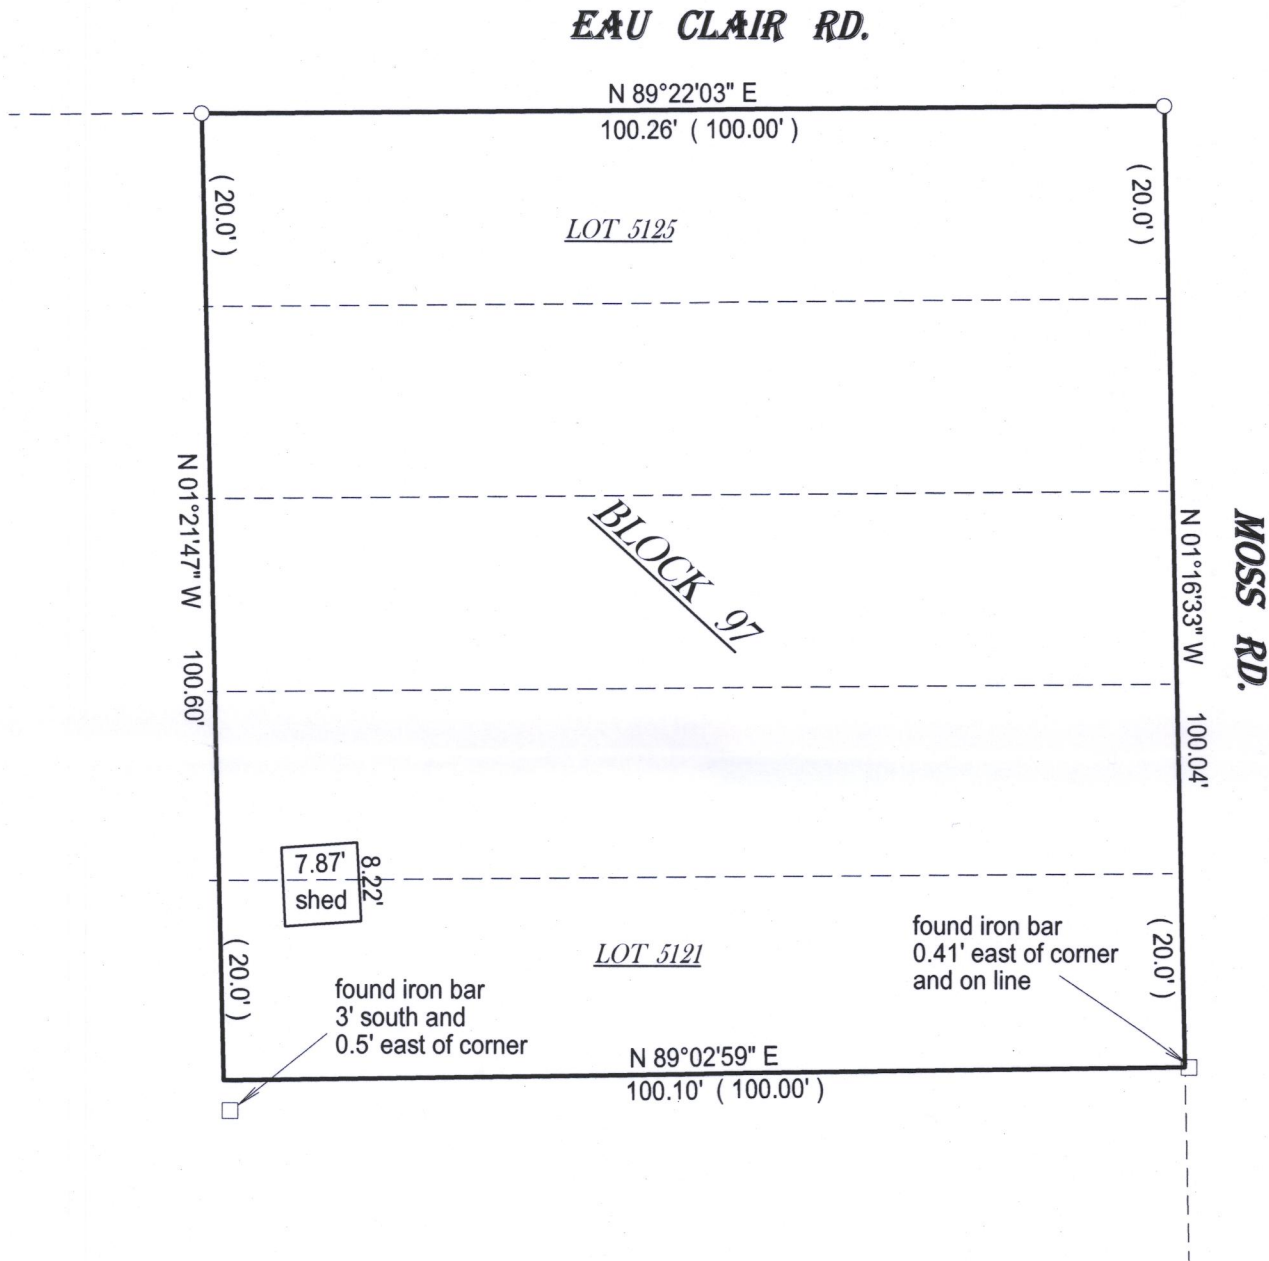 EAU CLAIR RD.
N 89°22'03" E
100.26' ( 100.00' )
( 20.0' )
( 20.0' )
LOT 5125
N 01°21'47" W 100.60'
BLOCK 97
N 01°16'33" W 100.04'
MOSS RD.
7.87'
8.22'
shed
( 20.0' )
LOT 5121
found iron bar
0.41' east of corner
and on line
( 20.0' )
found iron bar
3' south and
0.5' east of corner
N 89°02'59" E
100.10' ( 100.00' )